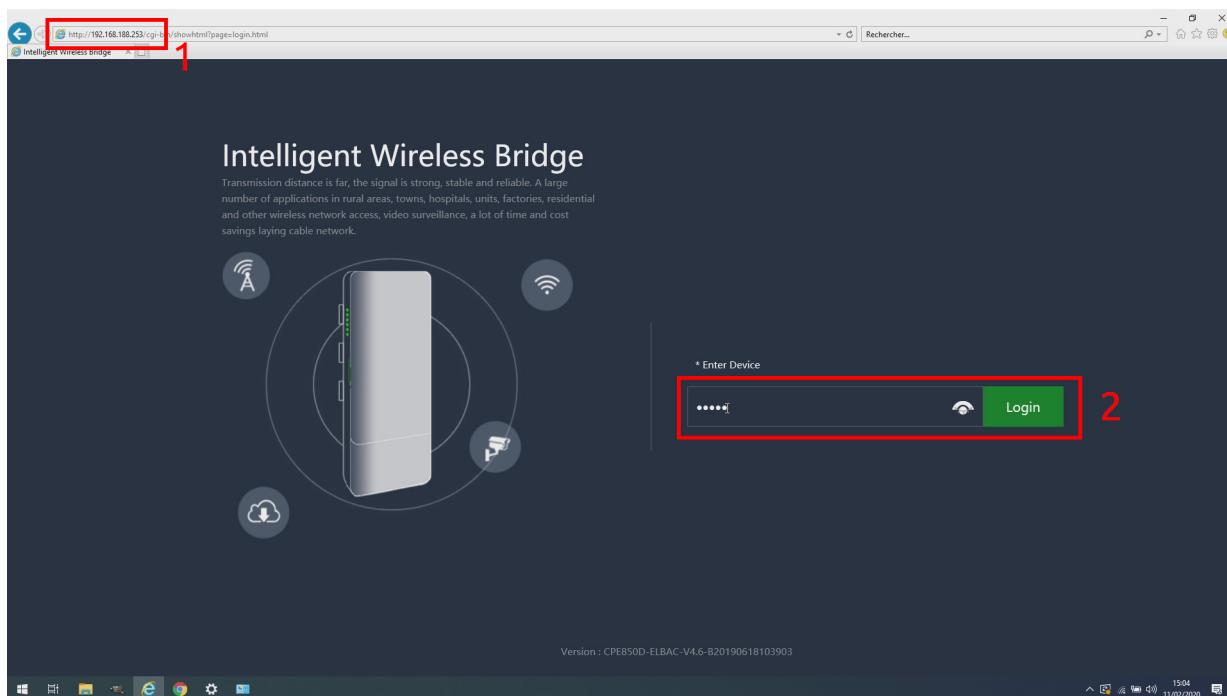 http://192.168.188.253/cgi-bin/showhtml?page=login.html
Rechercher...
1
Intelligent Wireless Bridge
Intelligent Wireless Bridge
Transmission distance is far, the signal is strong, stable and reliable. A large
number of applications in rural areas, towns, hospitals, units, factories, residential
and other wireless network access, video surveillance, a lot of time and cost
savings laying cable network.
* Enter Device
•••••
Login
2
Version : CPE850D-ELBAC-V4.6-B20190618103903
15:04
11/02/2020